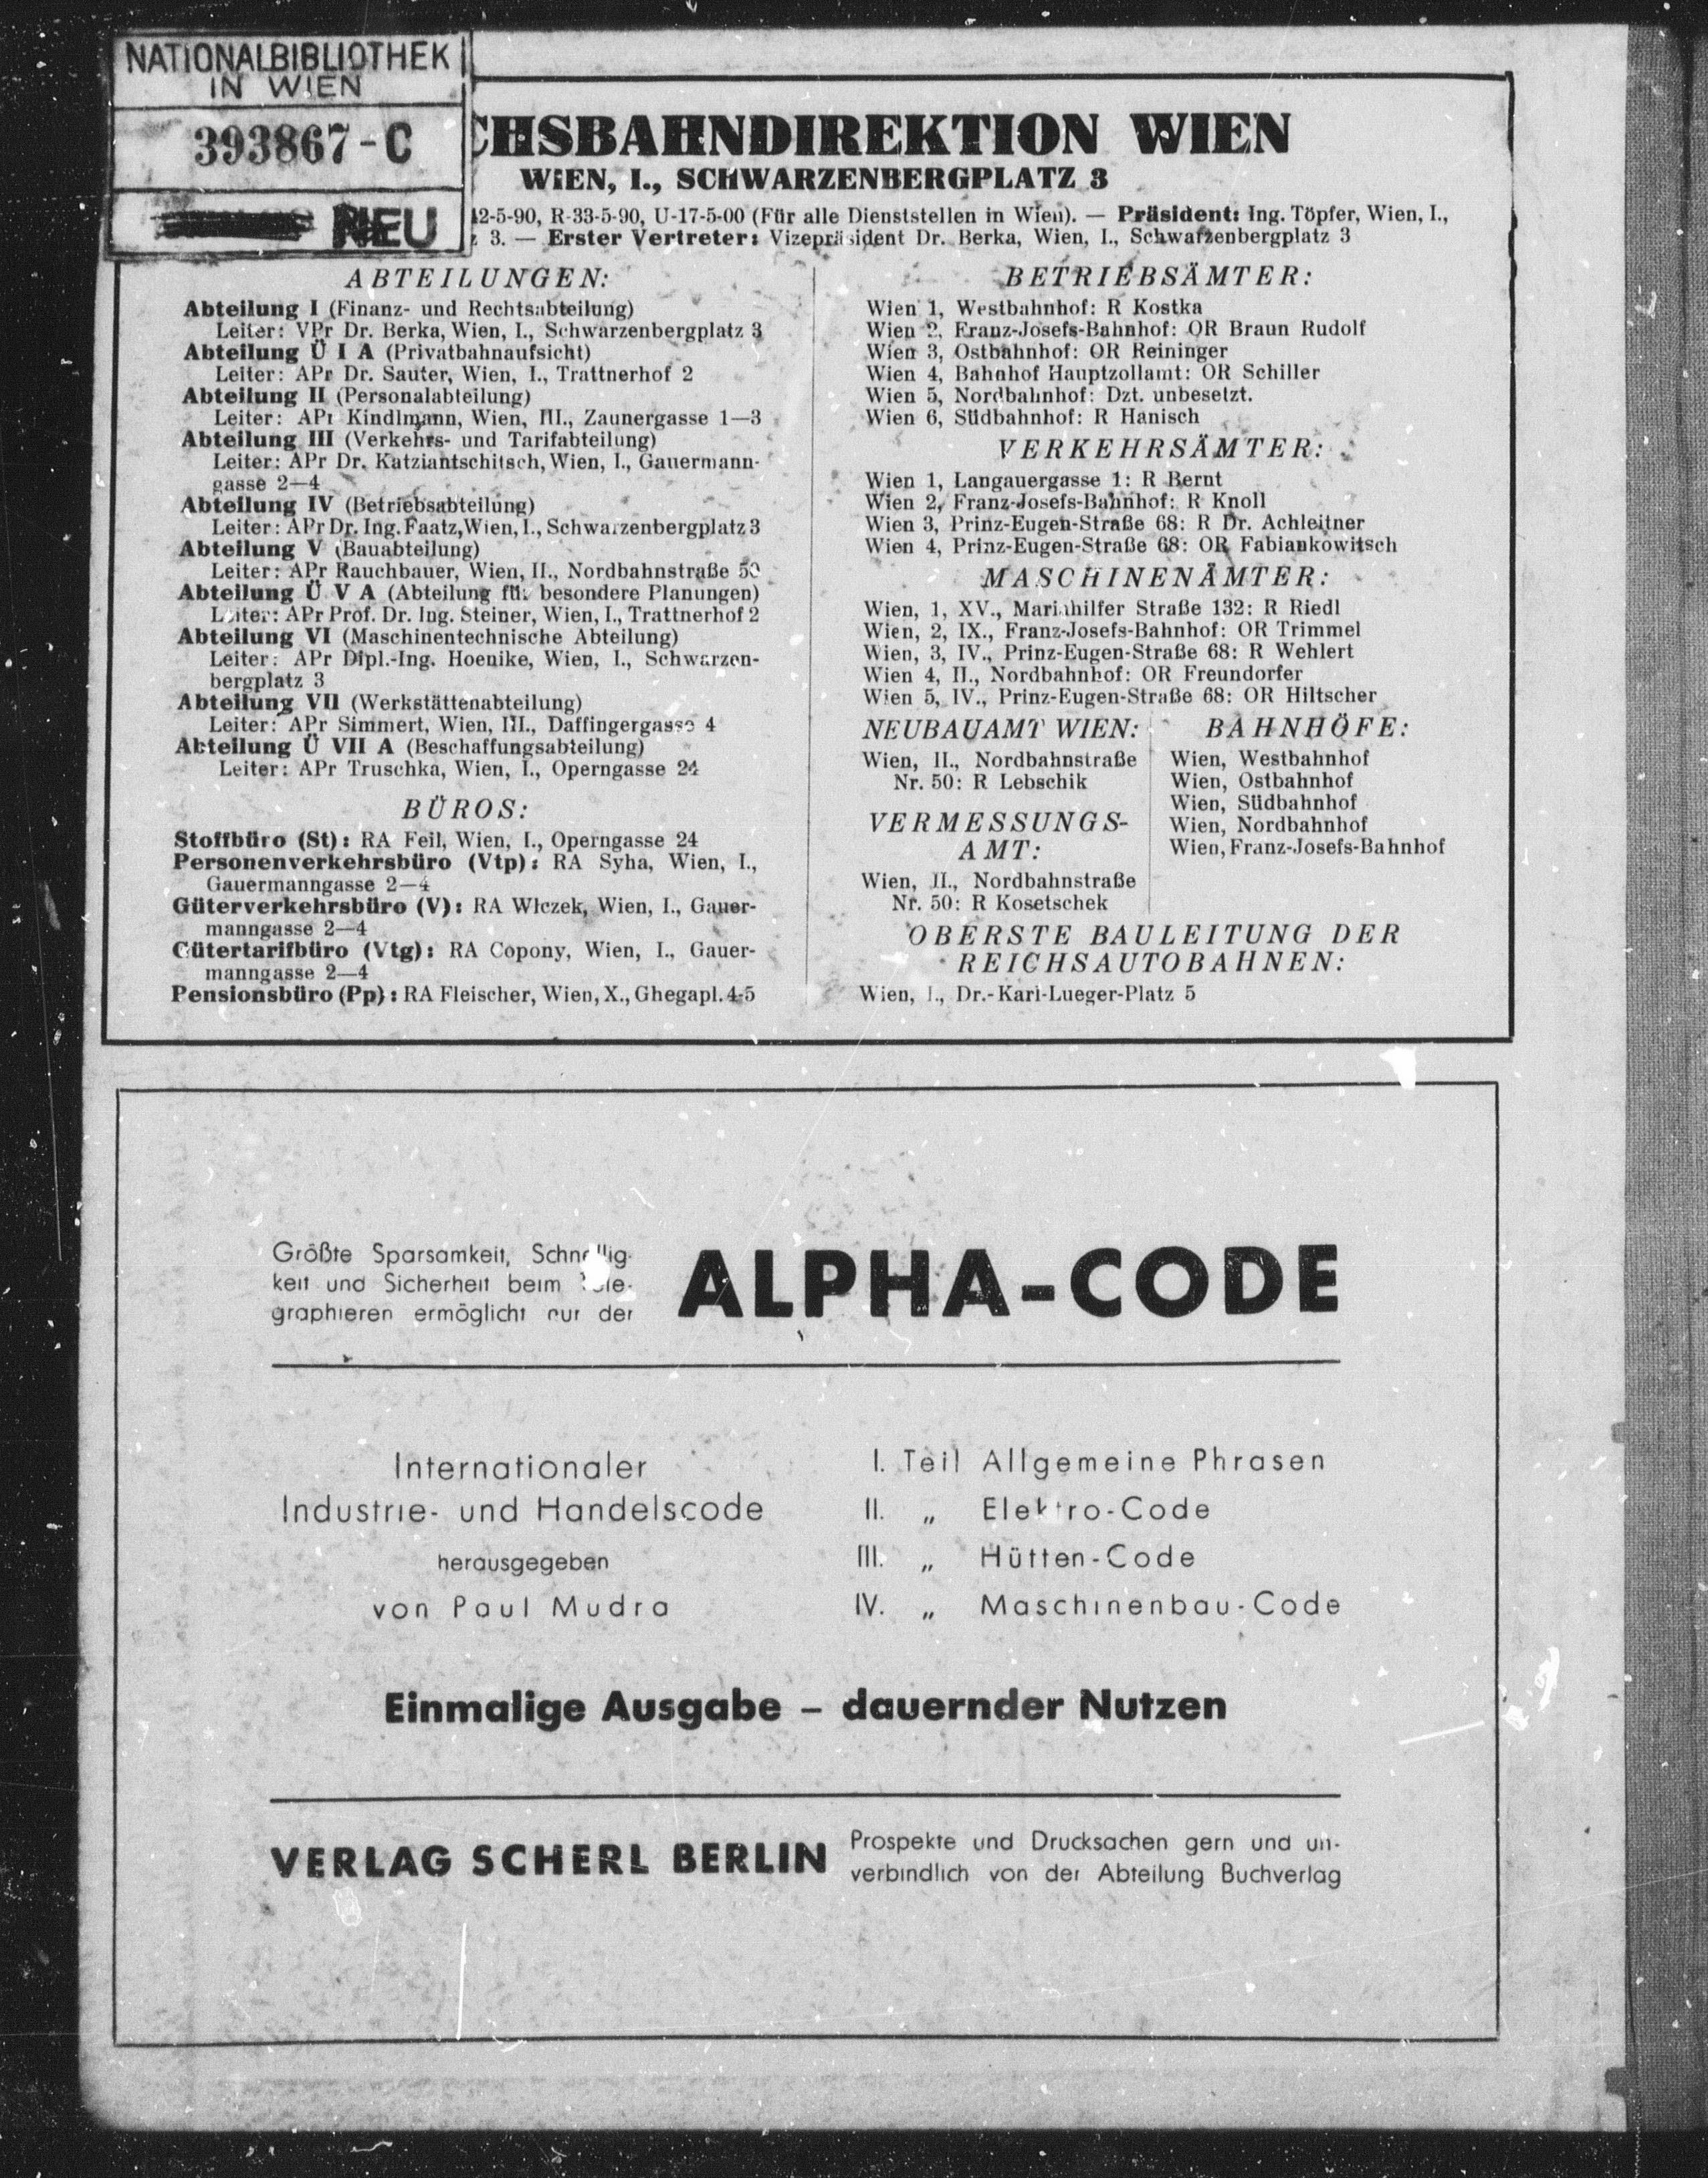 NATIONALBIBLIOTHEK
IN WIEN
393867-C
NEU
CHSBAHNDIREKTION WIEN
WIEN, I., SCHWARZENBERGPLATZ 3
12-5-90, R-33-5-90, U-17-5-00 (Für alle Dienststellen in Wien). — Präsident: Ing. Töpfer, Wien, I.,
z 3. — Erster Vertreter: Vizepräsident Dr. Berka, Wien, I., Schwarzenbergplatz 3
ABTEILUNGEN:
Abteilung I (Finanz- und Rechtsabteilung)
Leiter: VPr Dr. Berka, Wien, I., Schwarzenbergplatz 3
Abteilung Ü I A (Privatbahnaufsicht)
Leiter: APr Dr. Sauter, Wien, I., Trattnerhof 2
Abteilung II (Personalabteilung)
Leiter: APr Kindlmann, Wien, III., Zaunergasse 1—3
Abteilung III (Verkehrs- und Tarifabteilung)
Leiter: APr Dr. Katziantschitsch, Wien, I., Gauermann-
gasse 2—4
Abteilung IV (Betriebsabteilung)
Leiter: APr Dr. Ing. Faatz, Wien, I., Schwarzenbergplatz 3
Abteilung V (Bauabteilung)
Leiter: APr Rauchbauer, Wien, II., Nordbahnstraße 50
Abteilung Ü V A (Abteilung für besondere Planungen)
Leiter: APr Prof. Dr. Ing. Steiner, Wien, I., Trattnerhof 2
Abteilung VI (Maschinentechnische Abteilung)
Leiter: APr Dipl.-Ing. Hoenike, Wien, I., Schwarzen-
bergplatz 3
Abteilung VII (Werkstättenabteilung)
Leiter: APr Simmert, Wien, III., Daffingergasse 4
Abteilung Ü VII A (Beschaffungsabteilung)
Leiter: APr Truschka, Wien, I., Operngasse 24
BÜROS:
Stoffbüro (St): RA Feil, Wien, I., Operngasse 24
Personenverkehrsbüro (Vtp): RA Syha, Wien, I.,
Gauermanngasse 2—4
Güterverkehrsbüro (V): RA Wlczek, Wien, I., Gauer-
manngasse 2—4
Gütertarifbüro (Vtg): RA Copony, Wien, I., Gauer-
manngasse 2—4
Pensionsbüro (Pp): RA Fleischer, Wien, X., Ghegapl. 4-5
BETRIEBSÄMTER:
Wien 1, Westbahnhof: R Kostka
Wien 2, Franz-Josefs-Bahnhof: OR Braun Rudolf
Wien 3, Ostbahnhof: OR Reininger
Wien 4, Bahnhof Hauptzollamt: OR Schiller
Wien 5, Nordbahnhof: Dzt. unbesetzt.
Wien 6, Südbahnhof: R Hanisch
VERKEHRSÄMTER:
Wien 1, Langauergasse 1: R Bernt
Wien 2, Franz-Josefs-Bahnhof: R Knoll
Wien 3, Prinz-Eugen-Straße 68: R Dr. Achleitner
Wien 4, Prinz-Eugen-Straße 68: OR Fabiankowitsch
MASCHINENÄMTER:
Wien, 1, XV., Mariahilfer Straße 132: R Riedl
Wien, 2, IX., Franz-Josefs-Bahnhof: OR Trimmel
Wien, 3, IV., Prinz-Eugen-Straße 68: R Wehlert
Wien 4, II., Nordbahnhof: OR Freundorfer
Wien 5, IV., Prinz-Eugen-Straße 68: OR Hiltscher
NEUBAUAMT WIEN:
Wien, II., Nordbahnstraße
Nr. 50: R Lebschik
VERMESSUNGS-
AMT:
Wien, II., Nordbahnstraße
Nr. 50: R Kosetschek
BAHNHÖFE:
Wien, Westbahnhof
Wien, Ostbahnhof
Wien, Südbahnhof
Wien, Nordbahnhof
Wien, Franz-Josefs-Bahnhof
OBERSTE BAULEITUNG DER
REICHSAUTOBAHNEN:
Wien, I., Dr.-Karl-Lueger-Platz 5
Größte Sparsamkeit, Schnellig-
keit und Sicherheit beim Tele-
graphieren ermöglicht nur der
ALPHA-CODE
Internationaler
Industrie- und Handelscode
herausgegeben
von Paul Mudra
I. Teil Allgemeine Phrasen
II. „ Elektro-Code
III. „ Hütten-Code
IV. „ Maschinenbau-Code
Einmalige Ausgabe – dauernder Nutzen
VERLAG SCHERL BERLIN
Prospekte und Drucksachen gern und un-
verbindlich von der Abteilung Buchverlag